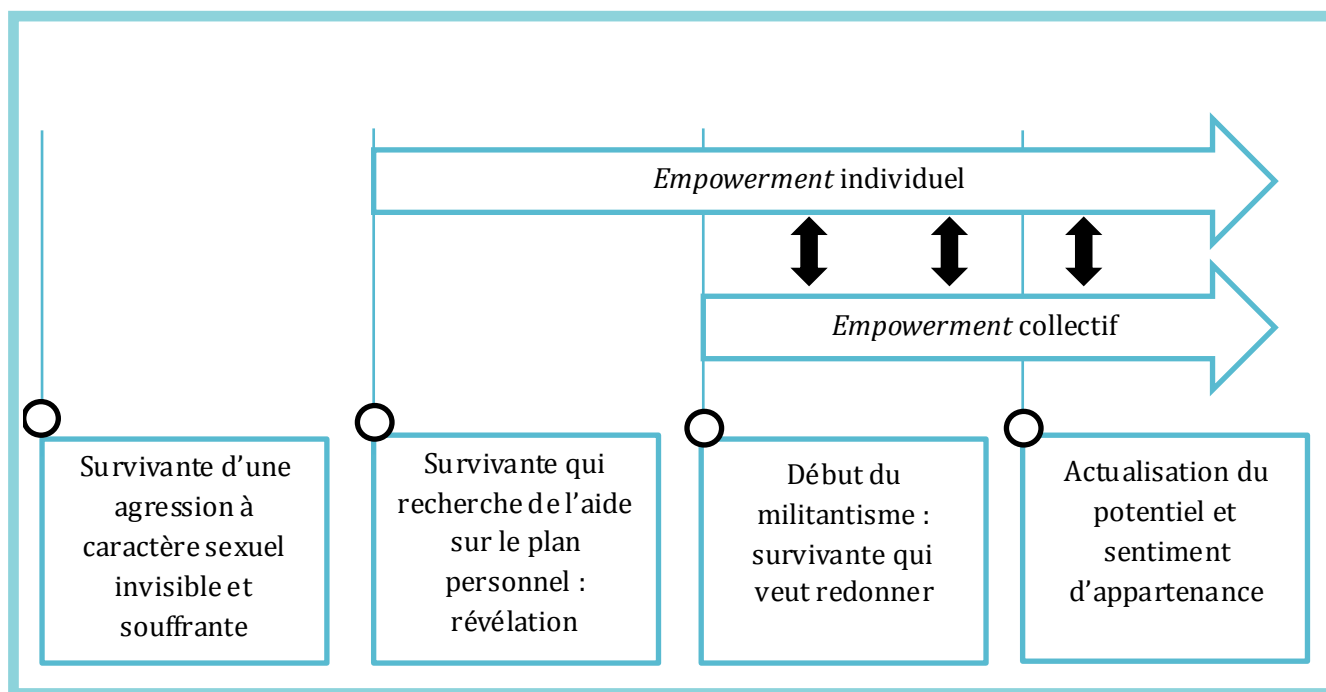 Empowerment individuel
Empowerment collectif
Survivante d’une
agression à
caractère sexuel
invisible et
souffrante
Survivante qui
recherche de l’aide
sur le plan
personnel :
révélation
Début du
militantisme :
survivante qui
veut redonner
Actualisation du
potentiel et
sentiment
d’appartenance